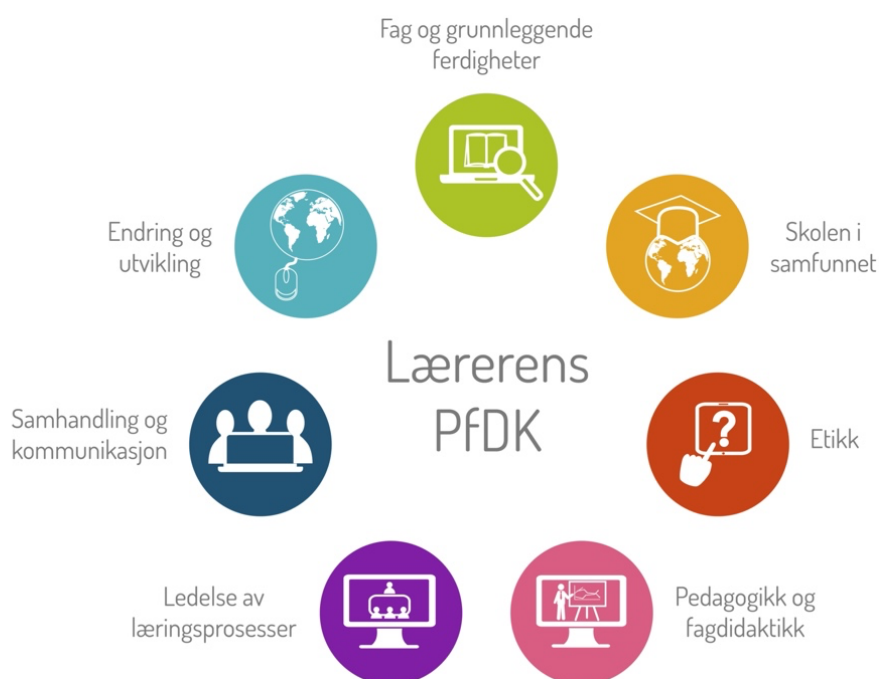 Fag og grunnleggende
ferdigheter
Endring og
utvikling
Skolen i
samfunnet
Lærerens
PfDK
Samhandling og
kommunikasjon
?
Etikk
Ledelse av
læringsprosesser
Pedagogikk og
fagdidaktikk